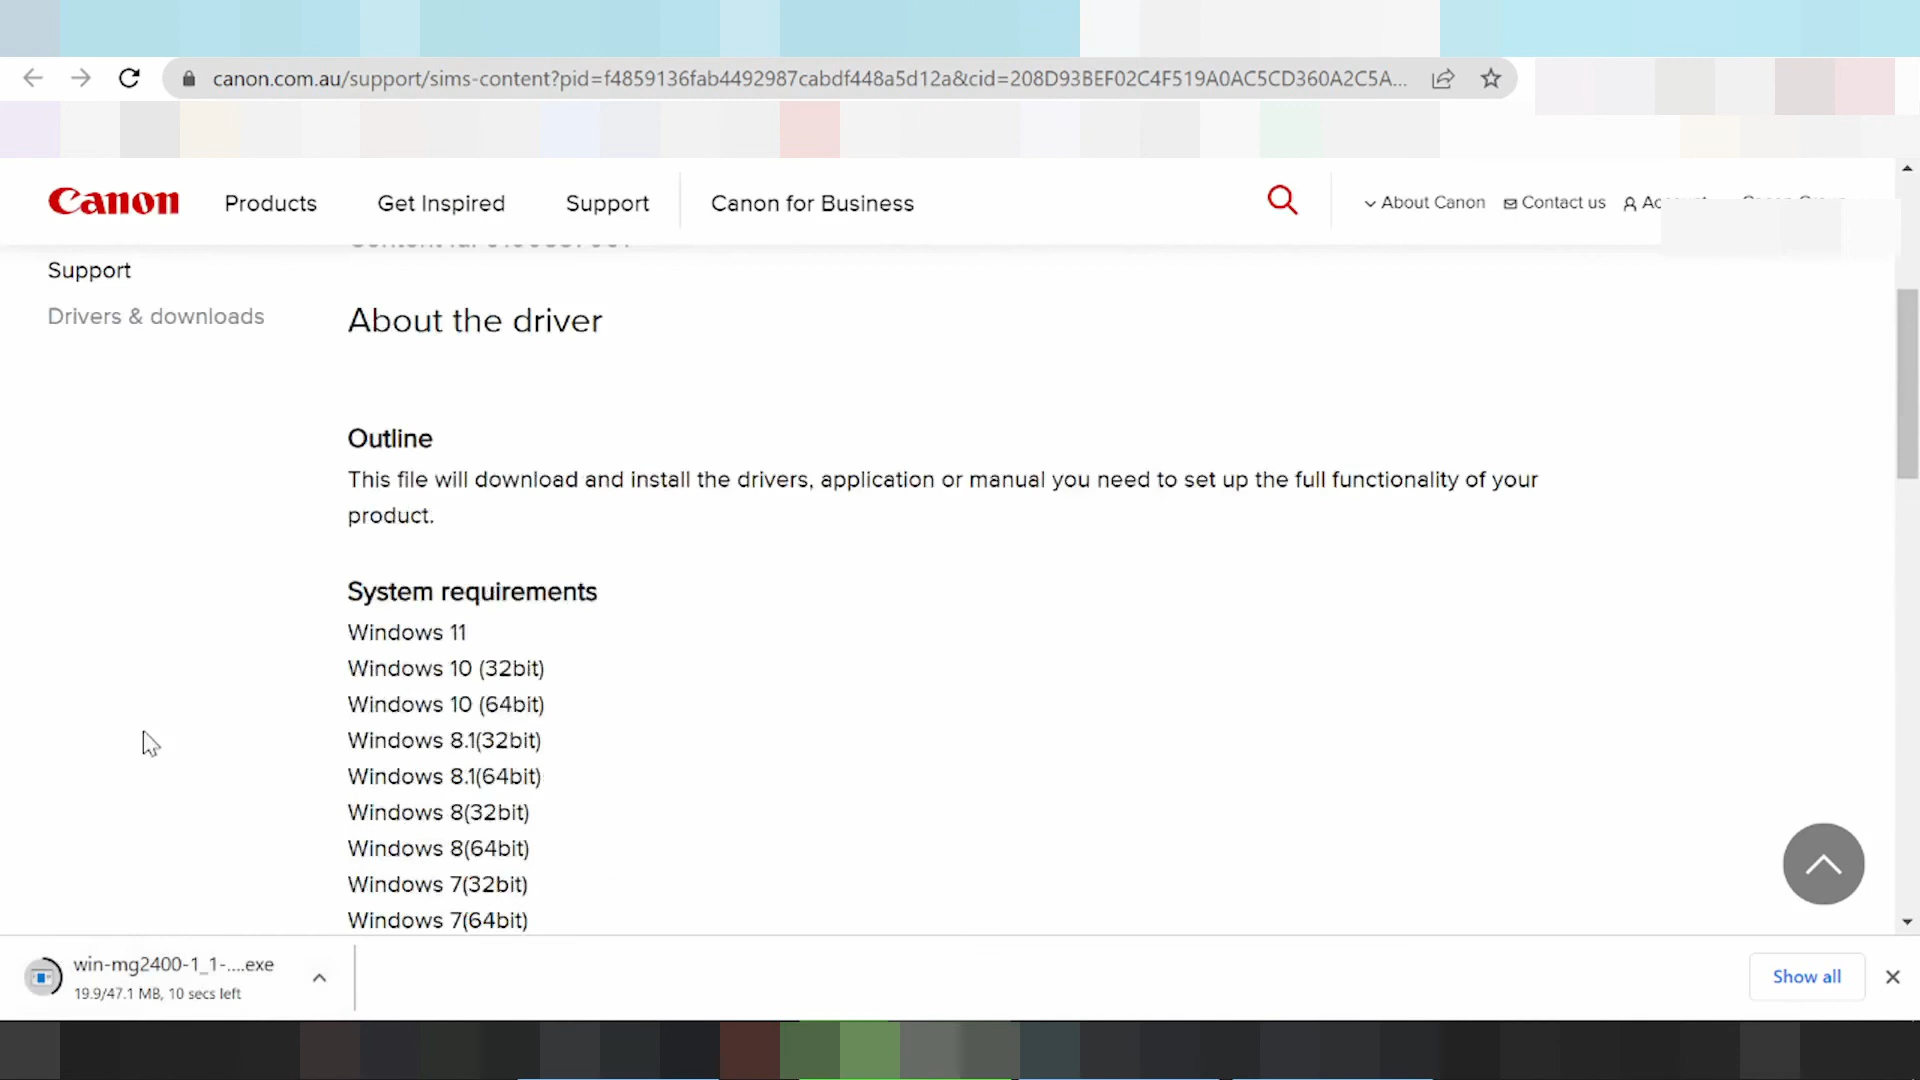 canon.com.au/support/sims-content?pid=f4859136fab4492987cabdf448a5d12a&cid=208D93BEF02C4F519A0AC5CD360A2C5A...
Canon Products Get Inspired Support Canon for Business About Canon Contact us
Support
Drivers & downloads
About the driver
Outline
This file will download and install the drivers, application or manual you need to set up the full functionality of your
product.
System requirements
Windows 11
Windows 10 (32bit)
Windows 10 (64bit)
Windows 8.1(32bit)
Windows 8.1(64bit)
Windows 8(32bit)
Windows 8(64bit)
Windows 7(32bit)
Windows 7(64bit)
win-mg2400-1_1-....exe
19.9/47.1 MB, 10 secs left
Show all